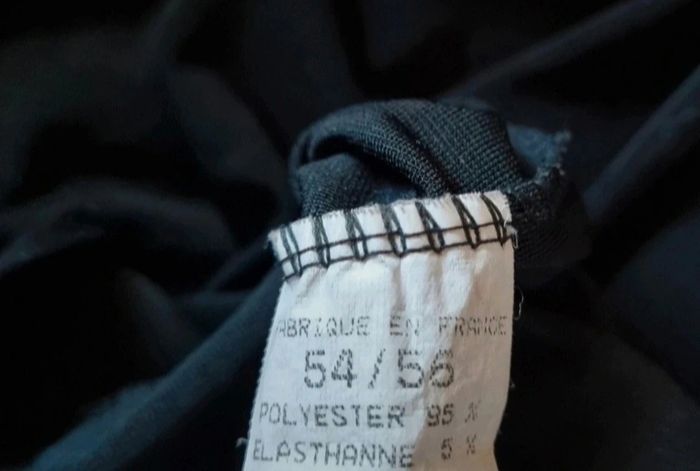 ABRIQUE EN FRANCE
54/56
POLYESTER 95 %
ELASTHANNE 5 %